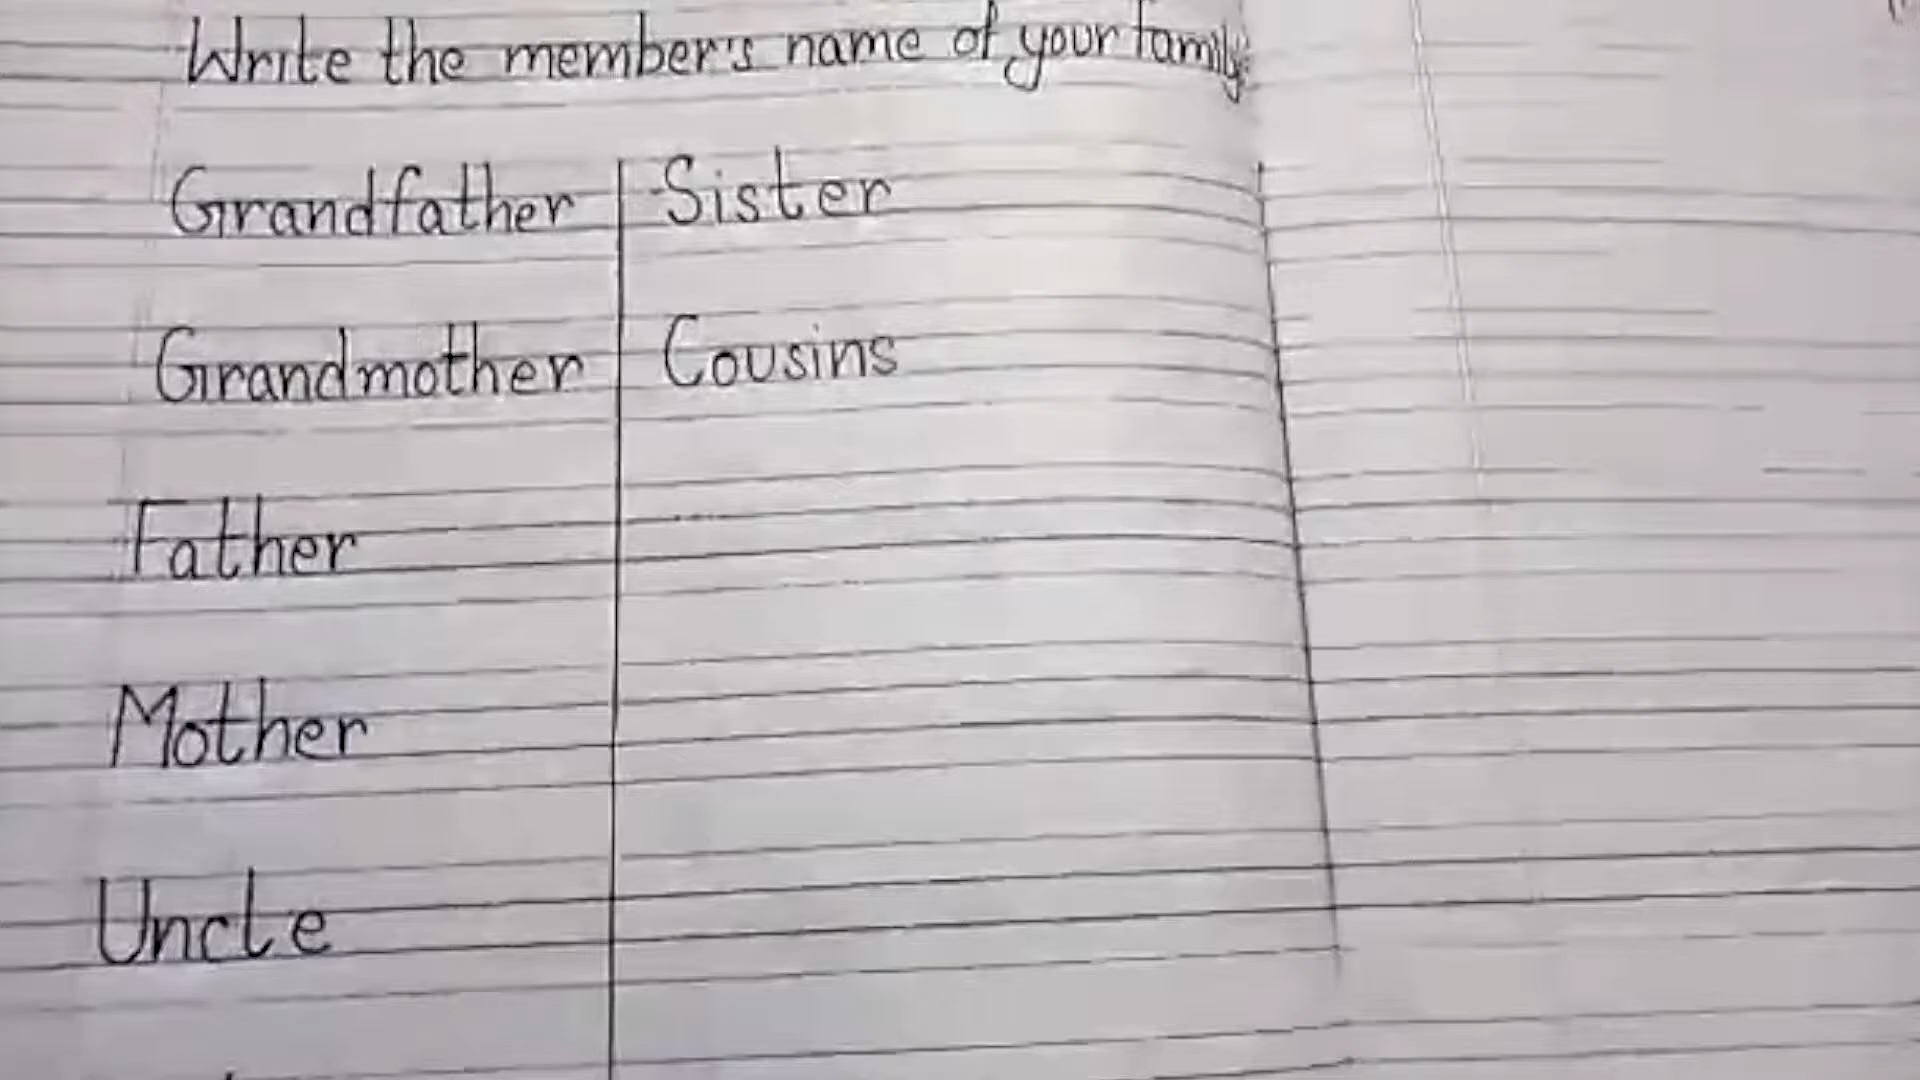 Write the member's name of your family.
Grandfather Sister
Grandmother Cousins
Father
Mother
Uncle